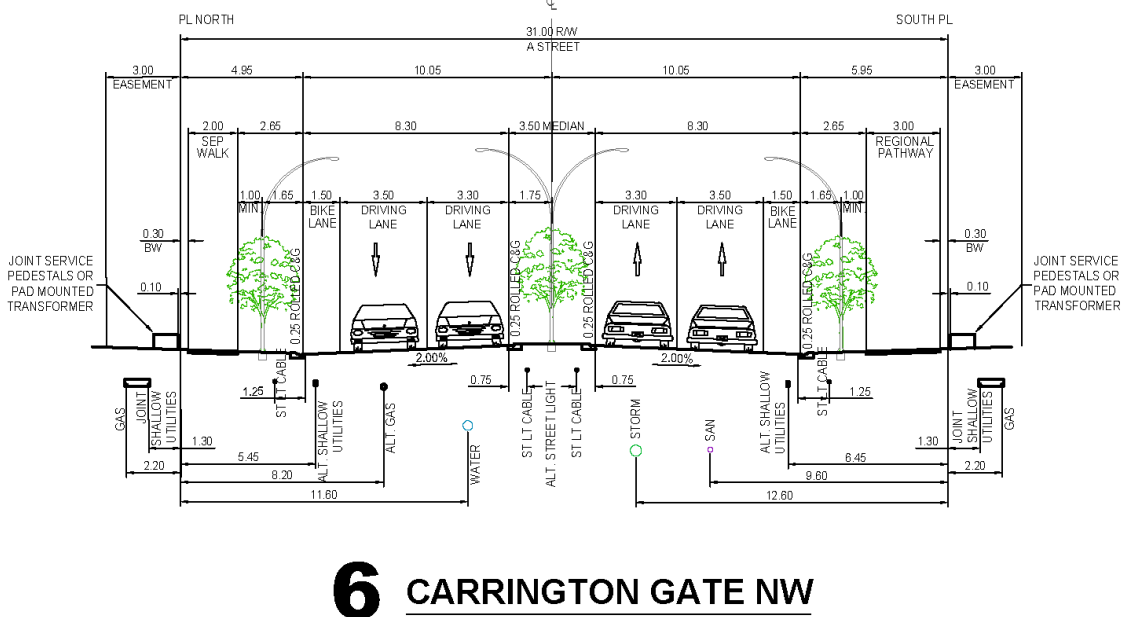 ℄
PL NORTH
SOUTH PL
31.00 R/W
A STREET
3.00
4.95
10.05
10.05
5.95
3.00
EASEMENT
EASEMENT
2.00
2.65
8.30
3.50 MEDIAN
8.30
2.65
3.00
SEP
WALK
REGIONAL
PATHWAY
1.00
1.65
1.50
3.50
3.30
1.75
3.30
3.50
1.50
1.65
1.00
MIN.
BIKE
LANE
DRIVING
LANE
DRIVING
LANE
DRIVING
LANE
DRIVING
LANE
BIKE
LANE
MIN.
0.30
BW
0.30
BW
JOINT SERVICE
PEDESTALS OR
PAD MOUNTED
TRANSFORMER
0.10
0.25 ROLLED C&G
0.25 ROLLED C&G
0.25 ROLLED C&G
0.25 ROLLED C&G
0.10
JOINT SERVICE
PEDESTALS OR
PAD MOUNTED
TRANSFORMER
2.00%
2.00%
0.75
0.75
1.25
1.25
GAS
JOINT
SHALLOW
UTILITIES
ST LT CABLE
ALT. SHALLOW
UTILITIES
ALT. GAS
WATER
ST LT CABLE
ALT. STREET LIGHT
ST LT CABLE
STORM
SAN
ALT. SHALLOW
UTILITIES
ST LT CABLE
JOINT
SHALLOW
UTILITIES
GAS
1.30
1.30
5.45
6.45
2.20
2.20
8.20
9.60
11.60
12.60
6 CARRINGTON GATE NW